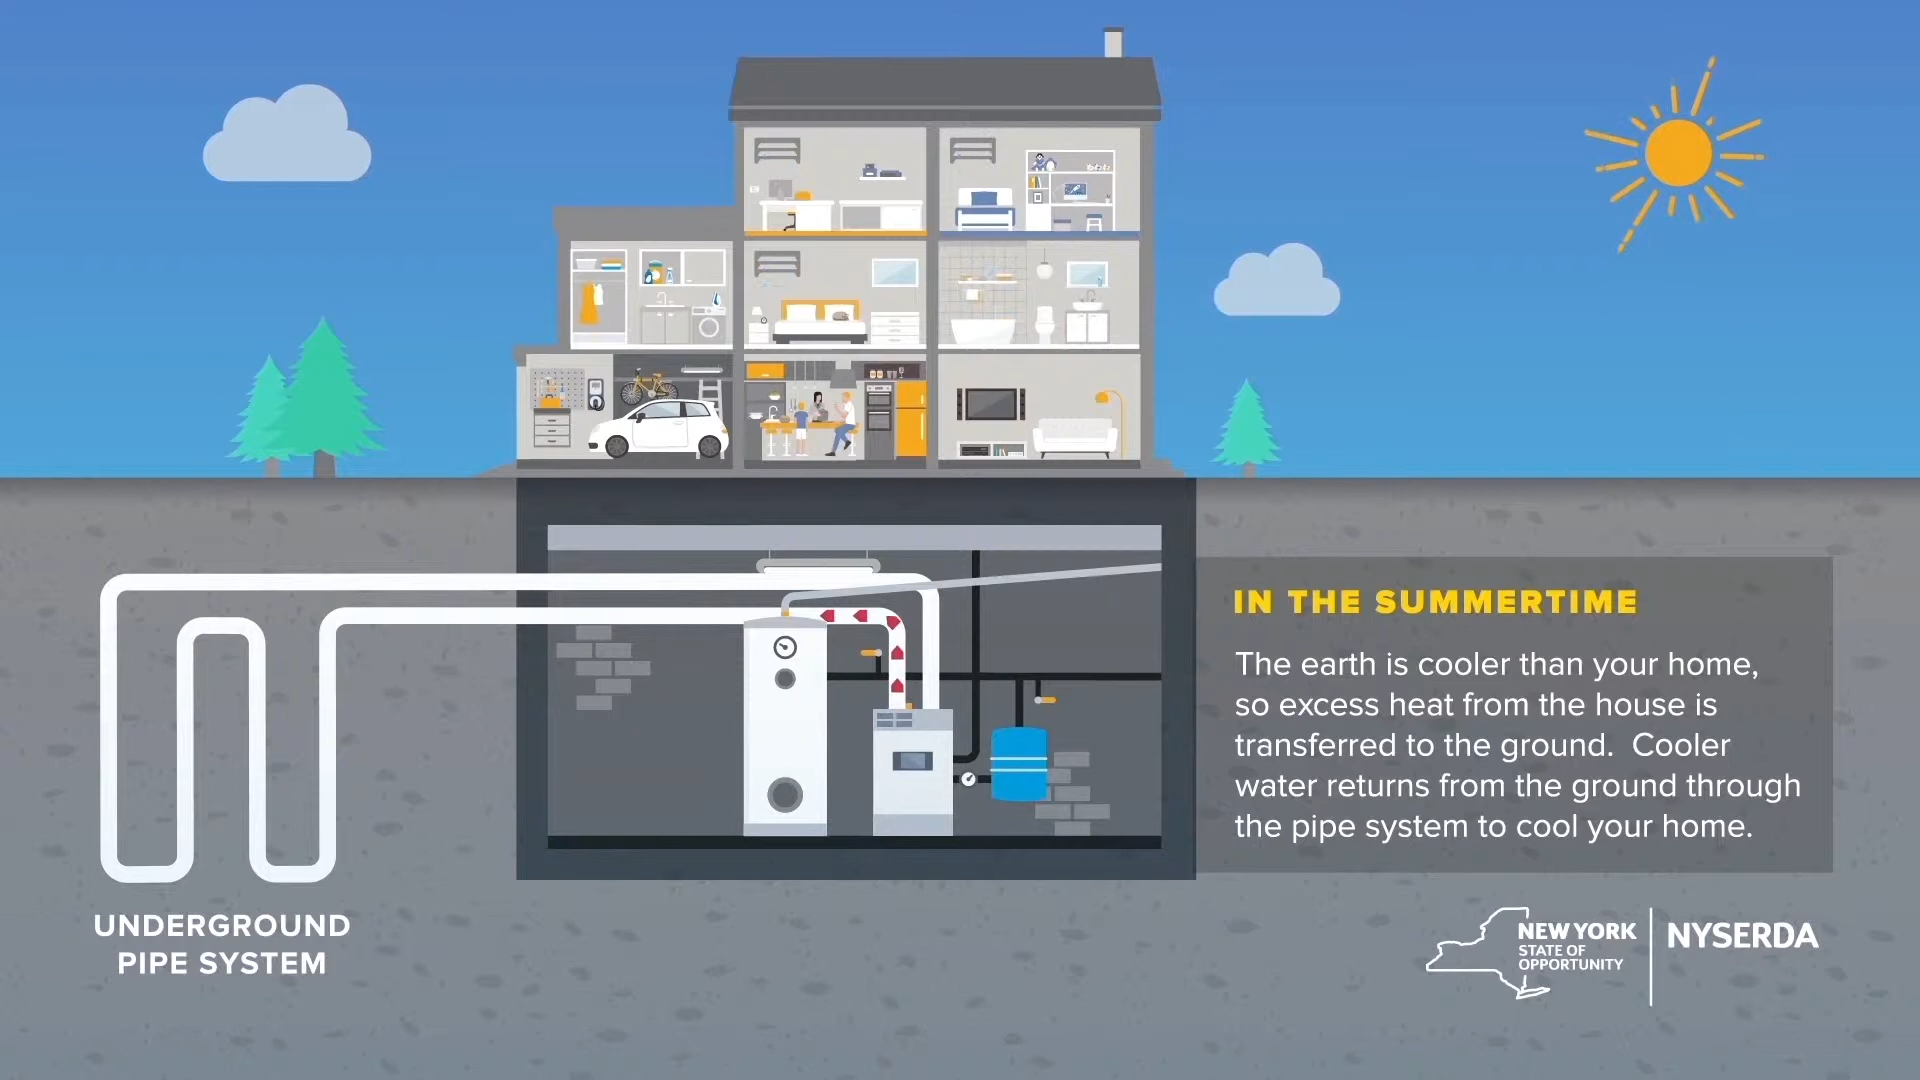 IN THE SUMMERTIME
The earth is cooler than your home,
so excess heat from the house is
transferred to the ground.  Cooler
water returns from the ground through
the pipe system to cool your home.
UNDERGROUND
PIPE SYSTEM
NEW YORK
STATE OF
OPPORTUNITY
NYSERDA